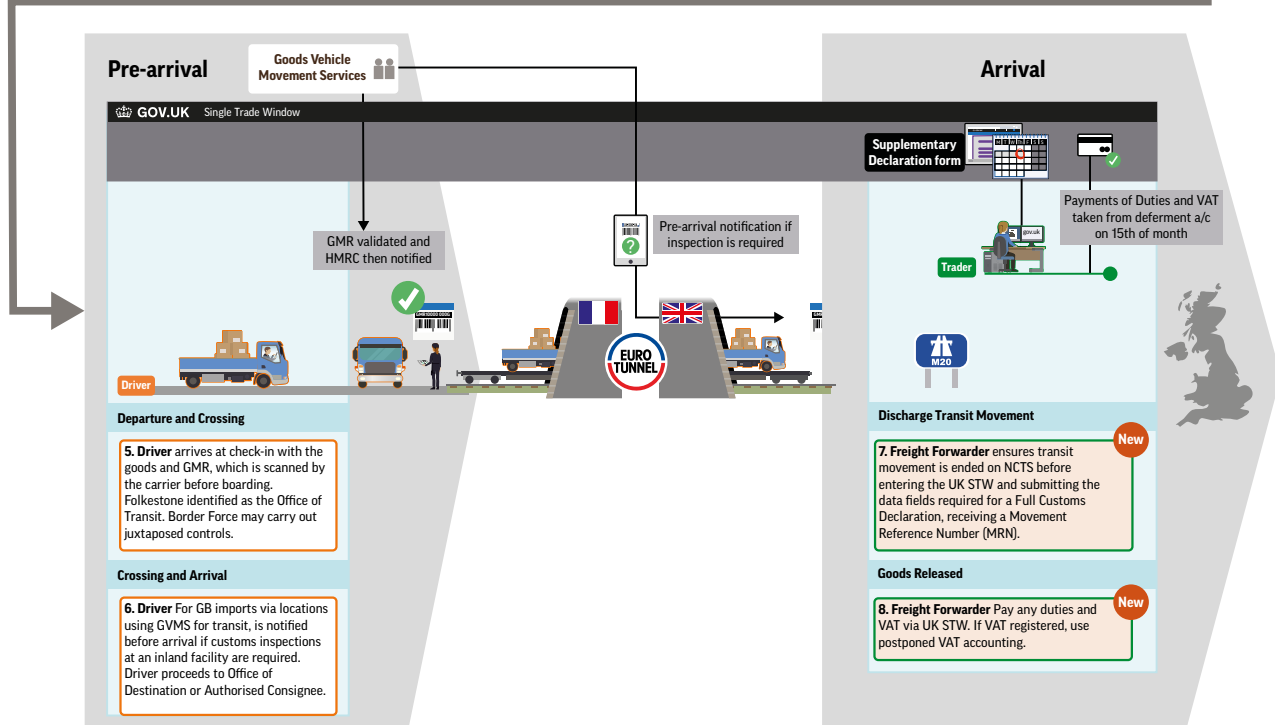 Pre-arrival
Goods Vehicle
Movement Services
Arrival
GOV.UK Single Trade Window
Supplementary
Declaration form
M T W Th F S S
Payments of Duties and VAT
taken from deferment a/c
on 15th of month
GMR validated and
HMRC then notified
Pre-arrival notification if
inspection is required
gov.uk
Trader
EURO
TUNNEL
M20
Driver
Departure and Crossing
5. Driver arrives at check-in with the
goods and GMR, which is scanned by
the carrier before boarding.
Folkestone identified as the Office of
Transit. Border Force may carry out
juxtaposed controls.
Crossing and Arrival
6. Driver For GB imports via locations
using GVMS for transit, is notified
before arrival if customs inspections
at an inland facility are required.
Driver proceeds to Office of
Destination or Authorised Consignee.
Discharge Transit Movement
New
7. Freight Forwarder ensures transit
movement is ended on NCTS before
entering the UK STW and submitting the
data fields required for a Full Customs
Declaration, receiving a Movement
Reference Number (MRN).
Goods Released
New
8. Freight Forwarder Pay any duties and
VAT via UK STW. If VAT registered, use
postponed VAT accounting.